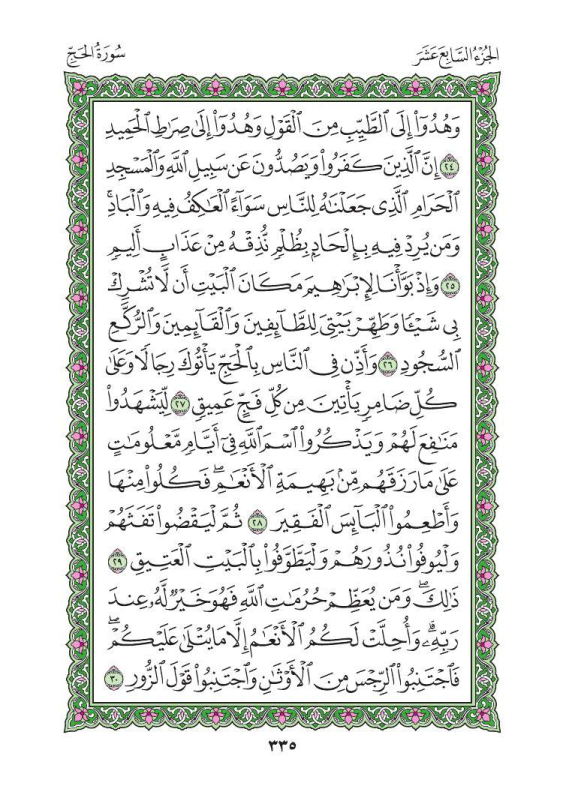 الجُزْءُ السَّابِعَ عَشَرَ
سُورَةُ الحَجِّ
وَهُدُوٓاْ إِلَى ٱلطَّيِّبِ مِنَ ٱلْقَوْلِ وَهُدُوٓاْ إِلَىٰ صِرَٰطِ ٱلْحَمِيدِ
٢٤ إِنَّ ٱلَّذِينَ كَفَرُواْ وَيَصُدُّونَ عَن سَبِيلِ ٱللَّهِ وَٱلْمَسْجِدِ
ٱلْحَرَامِ ٱلَّذِى جَعَلْنَٰهُ لِلنَّاسِ سَوَآءً ٱلْعَٰكِفُ فِيهِ وَٱلْبَادِۚ
وَمَن يُرِدْ فِيهِ بِإِلْحَادٍۭ بِظُلْمٍ نُّذِقْهُ مِنْ عَذَابٍ أَلِيمٍ
٢٥ وَإِذْ بَوَّأْنَا لِإِبْرَٰهِيمَ مَكَانَ ٱلْبَيْتِ أَن لَّا تُشْرِكْ
بِى شَيْـًٔا وَطَهِّرْ بَيْتِىَ لِلطَّآئِفِينَ وَٱلْقَآئِمِينَ وَٱلرُّكَّعِ
ٱلسُّجُودِ ٢٦ وَأَذِّن فِى ٱلنَّاسِ بِٱلْحَجِّ يَأْتُوكَ رِجَالًا وَعَلَىٰ
كُلِّ ضَامِرٍ يَأْتِينَ مِن كُلِّ فَجٍّ عَمِيقٍ ٢٧ لِّيَشْهَدُواْ
مَنَٰفِعَ لَهُمْ وَيَذْكُرُواْ ٱسْمَ ٱللَّهِ فِىٓ أَيَّامٍ مَّعْلُومَٰتٍ
عَلَىٰ مَا رَزَقَهُم مِّنۢ بَهِيمَةِ ٱلْأَنْعَٰمِۖ فَكُلُواْ مِنْهَا
وَأَطْعِمُواْ ٱلْبَآئِسَ ٱلْفَقِيرَ ٢٨ ثُمَّ لْيَقْضُواْ تَفَثَهُمْ
وَلْيُوفُواْ نُذُورَهُمْ وَلْيَطَّوَّفُواْ بِٱلْبَيْتِ ٱلْعَتِيقِ ٢٩
ذَٰلِكَۖ وَمَن يُعَظِّمْ حُرُمَٰتِ ٱللَّهِ فَهُوَ خَيْرٌ لَّهُۥ عِندَ
رَبِّهِۦۗ وَأُحِلَّتْ لَكُمُ ٱلْأَنْعَٰمُ إِلَّا مَا يُتْلَىٰ عَلَيْكُمْۖ
فَٱجْتَنِبُواْ ٱلرِّجْسَ مِنَ ٱلْأَوْثَٰنِ وَٱجْتَنِبُواْ قَوْلَ ٱلزُّورِ ٣٠
٣٣٥